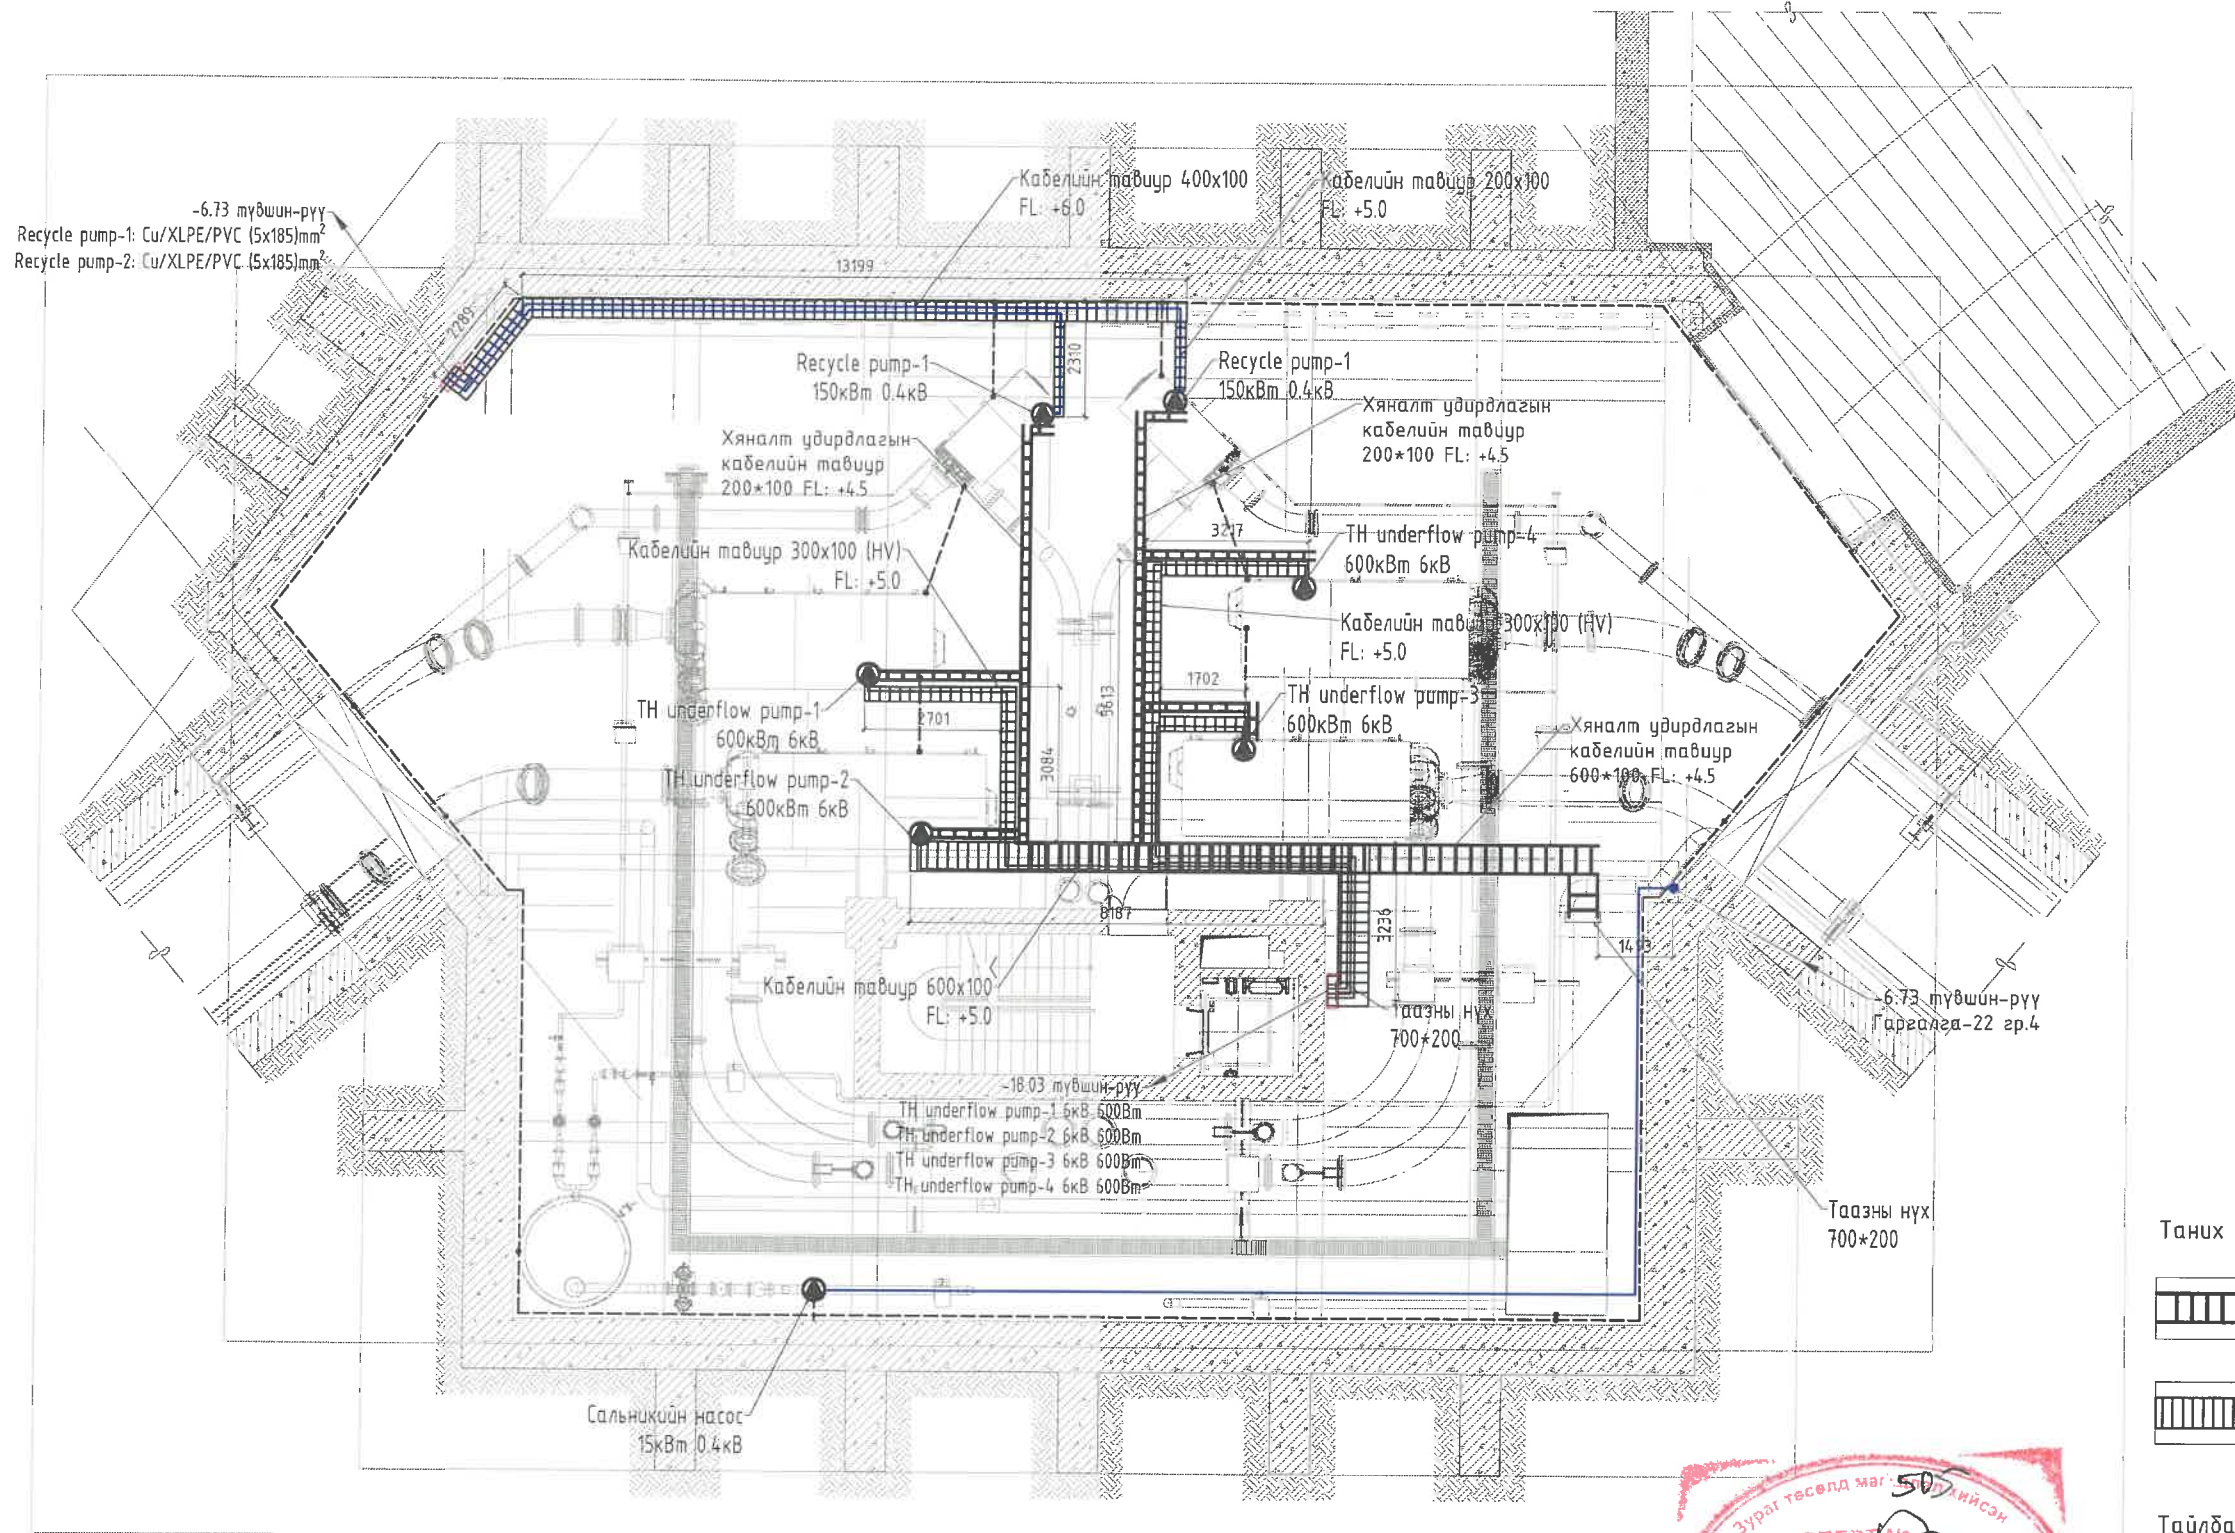 Кабелийн тавиур 400x100
FL: +6.0
Кабелийн тавиур 200x100
FL: +5.0
-6.73 түвшин-рүү
Recycle pump-1: Cu/XLPE/PVC (5x185)mm²
Recycle pump-2: Cu/XLPE/PVC (5x185)mm²
13199
2289
2310
Recycle pump-1
150кВт 0.4кВ
Recycle pump-1
150кВт 0.4кВ
Хяналт удирдлагын
кабелийн тавиур
200*100 FL: +4.5
Хяналт удирдлагын
кабелийн тавиур
200*100 FL: +4.5
3217
TH underflow pump-4
600кВт 6кВ
Кабелийн тавиур 300x100 (HV)
FL: +5.0
Кабелийн тавиур 300x100 (HV)
FL: +5.0
1702
TH underflow pump-3
600кВт 6кВ
TH underflow pump-1
600кВт 6кВ
2701
5613
3084
Хяналт удирдлагын
кабелийн тавиур
600*100 FL: +4.5
TH underflow pump-2
600кВт 6кВ
8187
3236
1493
Кабелийн тавиур 600x100
FL: +5.0
Таазны нүх
700*200
-6.73 түвшин-рүү
Гаргалга-22 гр.4
-18.03 түвшин-рүү
TH underflow pump-1 6кВ 600Вт
TH underflow pump-2 6кВ 600Вт
TH underflow pump-3 6кВ 600Вт
TH underflow pump-4 6кВ 600Вт
Таазны нүх
700*200
Таних
Сальникийн насос
15кВт 0.4кВ
505
Зураг төсөлд маг хийсэн
Тайлба